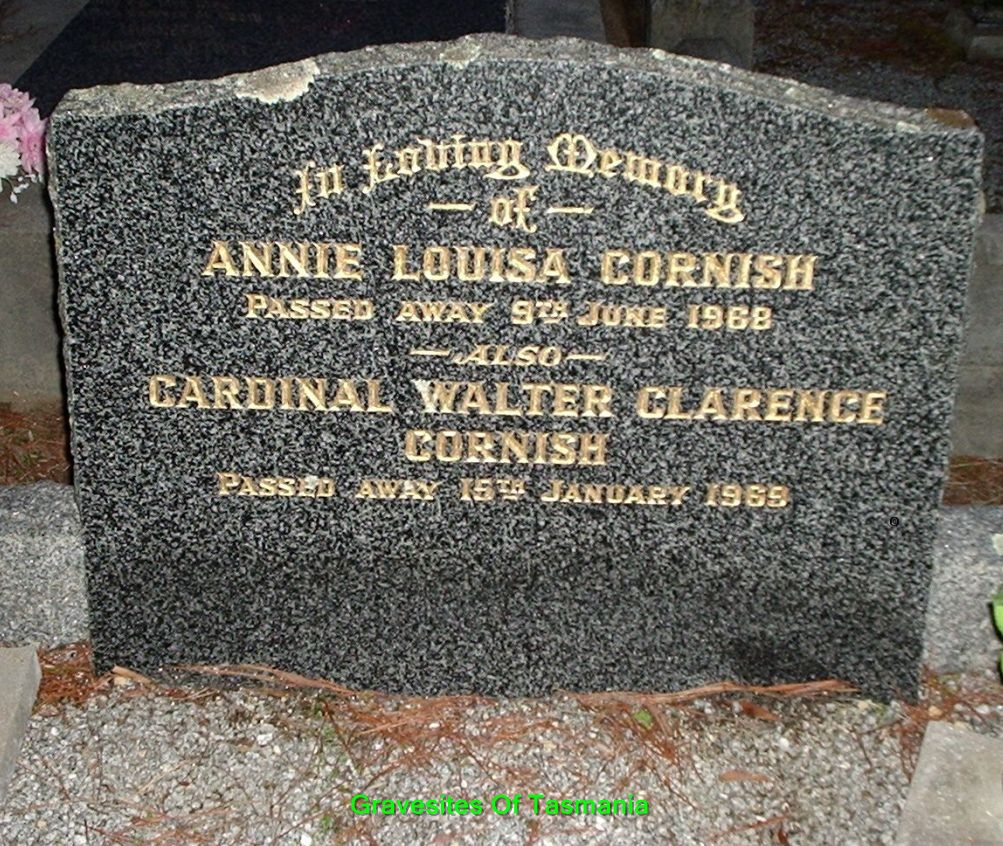 In Loving Memory
— of —
ANNIE LOUISA CORNISH
PASSED AWAY 9TH JUNE 1968
— ALSO —
CARDINAL WALTER CLARENCE
CORNISH
PASSED AWAY 15TH JANUARY 1969
©
Gravesites Of Tasmania